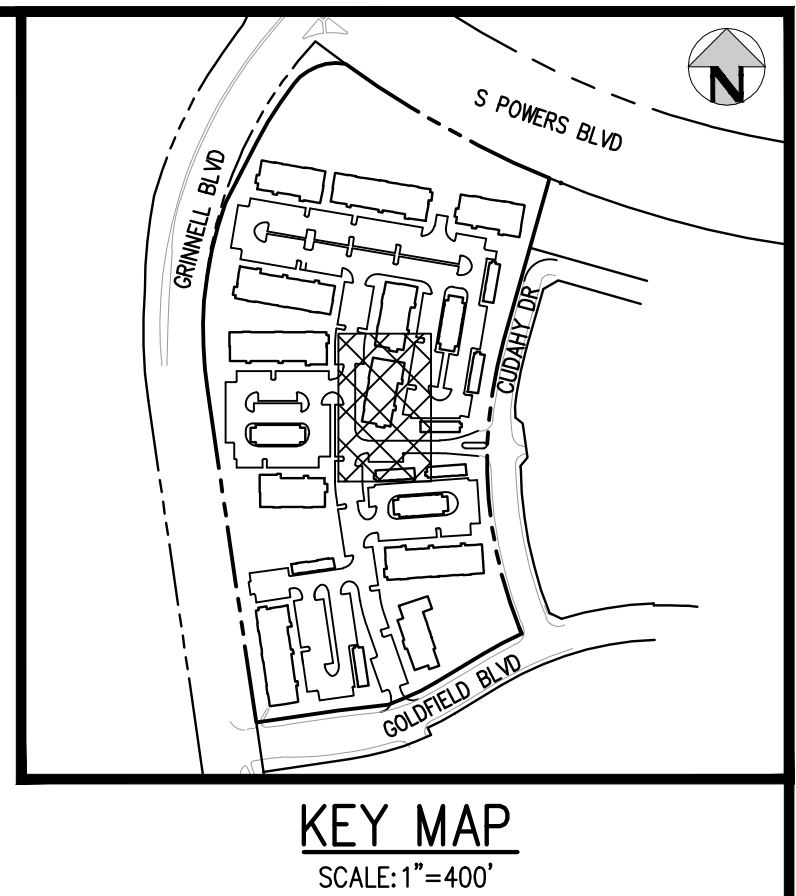 N
S POWERS BLVD
GRINNELL BLVD
CUDAHY DR
GOLDFIELD BLVD
KEY MAP
SCALE: 1"=400'